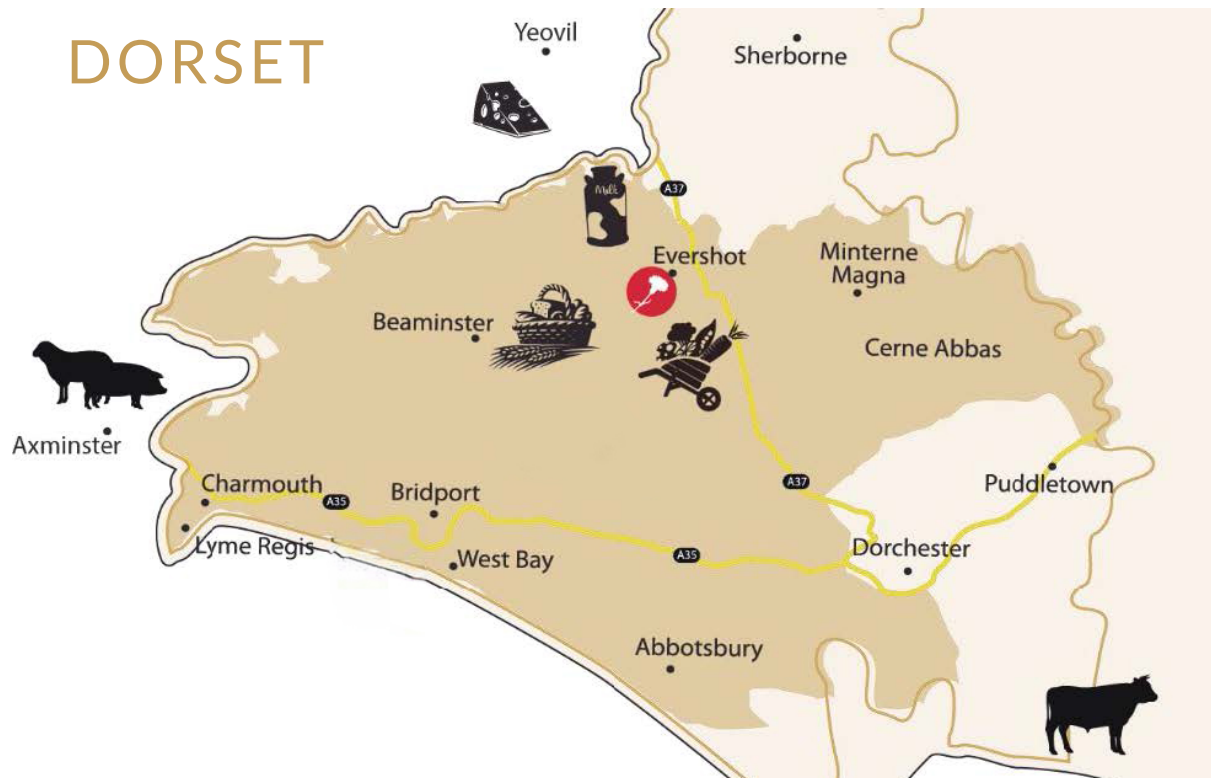 DORSET
Yeovil
Sherborne
Milk
A37
Evershot
Minterne
Magna
Beaminster
Cerne Abbas
Axminster
Charmouth
Bridport
A35
A37
Puddletown
Lyme Regis
West Bay
A35
Dorchester
Abbotsbury